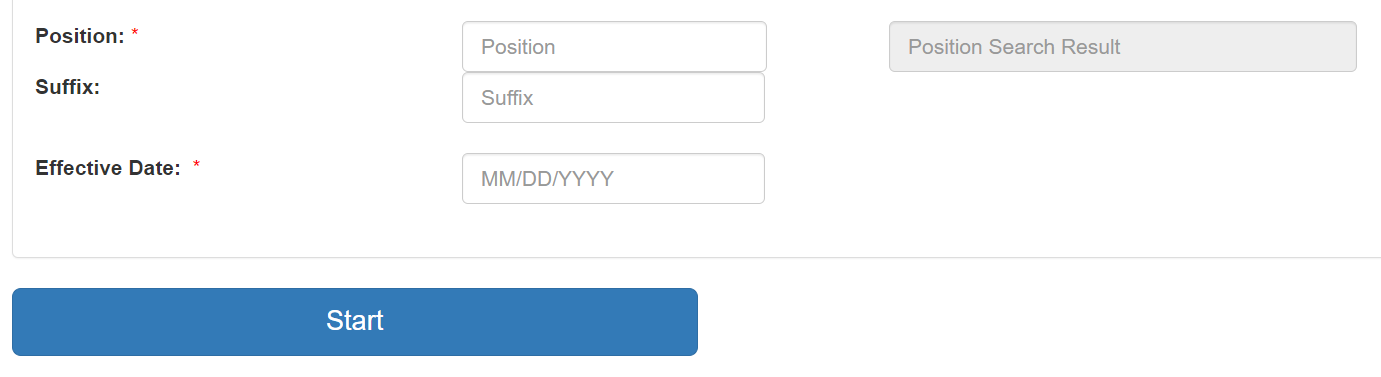 Position: * Position Position Search Result
Suffix: Suffix
Effective Date: * MM/DD/YYYY
Start